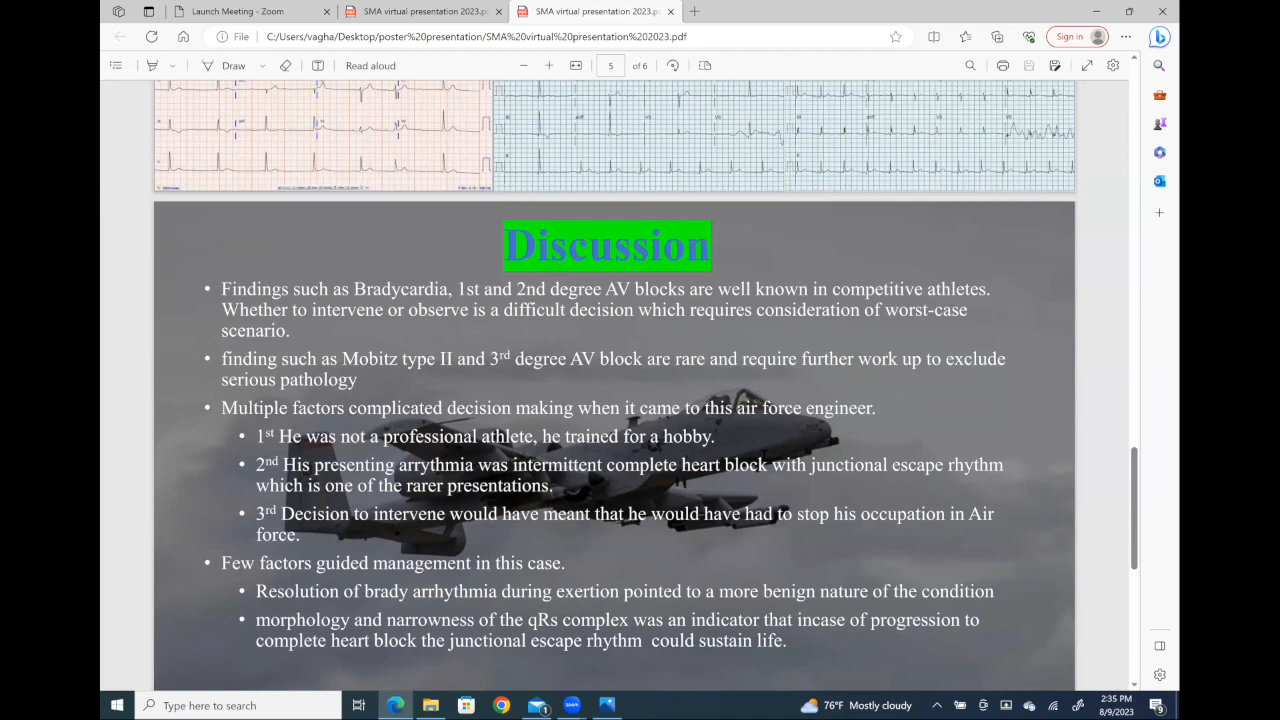 Launch Meeting - Zoom
SMA virtual presentation 2023.p
SMA virtual presentation 2023.p
File
C:/Users/vagha/Desktop/poster%20presentation/SMA%20virtual%20presentation%202023.pdf
Sign in
Draw
Read aloud
5
of 6
Discussion
• Findings such as Bradycardia, 1st and 2nd degree AV blocks are well known in competitive athletes.
Whether to intervene or observe is a difficult decision which requires consideration of worst-case
scenario.
• finding such as Mobitz type II and 3rd degree AV block are rare and require further work up to exclude
serious pathology
• Multiple factors complicated decision making when it came to this air force engineer.
• 1st He was not a professional athlete, he trained for a hobby.
• 2nd His presenting arrythmia was intermittent complete heart block with junctional escape rhythm
which is one of the rarer presentations.
• 3rd Decision to intervene would have meant that he would have had to stop his occupation in Air
force.
• Few factors guided management in this case.
• Resolution of brady arrhythmia during exertion pointed to a more benign nature of the condition
• morphology and narrowness of the qRs complex was an indicator that incase of progression to
complete heart block the junctional escape rhythm could sustain life.
Type here to search
76°F Mostly cloudy
2:35 PM
8/9/2023